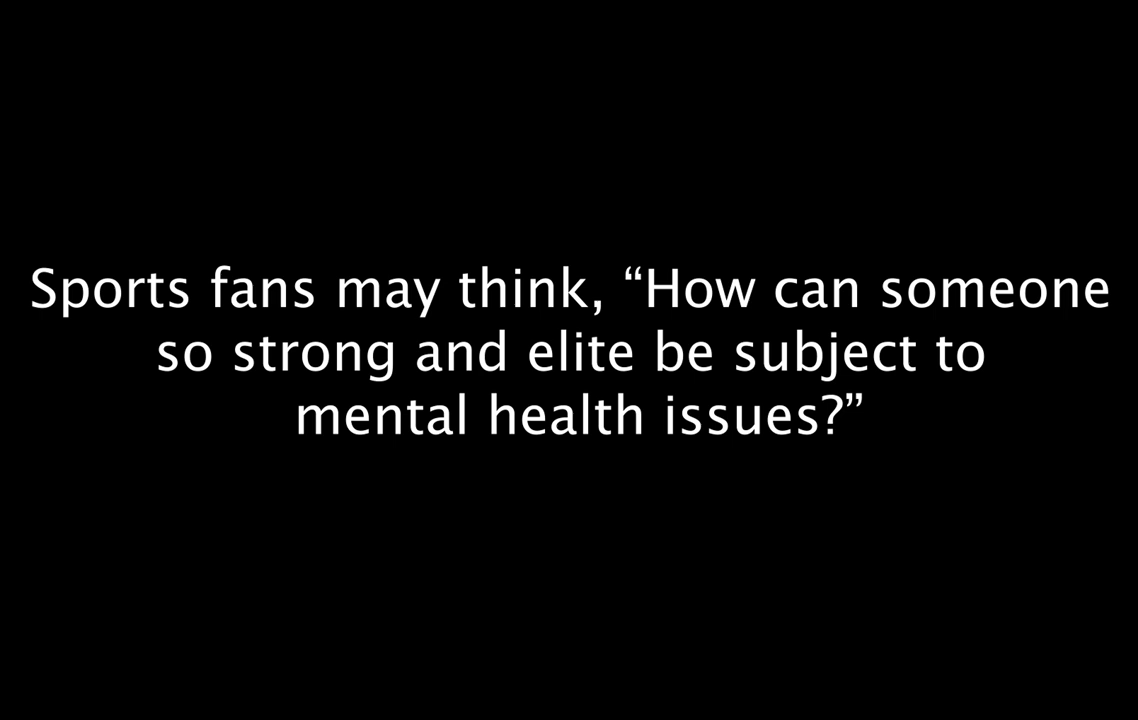 Sports fans may think, “How can someone
so strong and elite be subject to
mental health issues?”